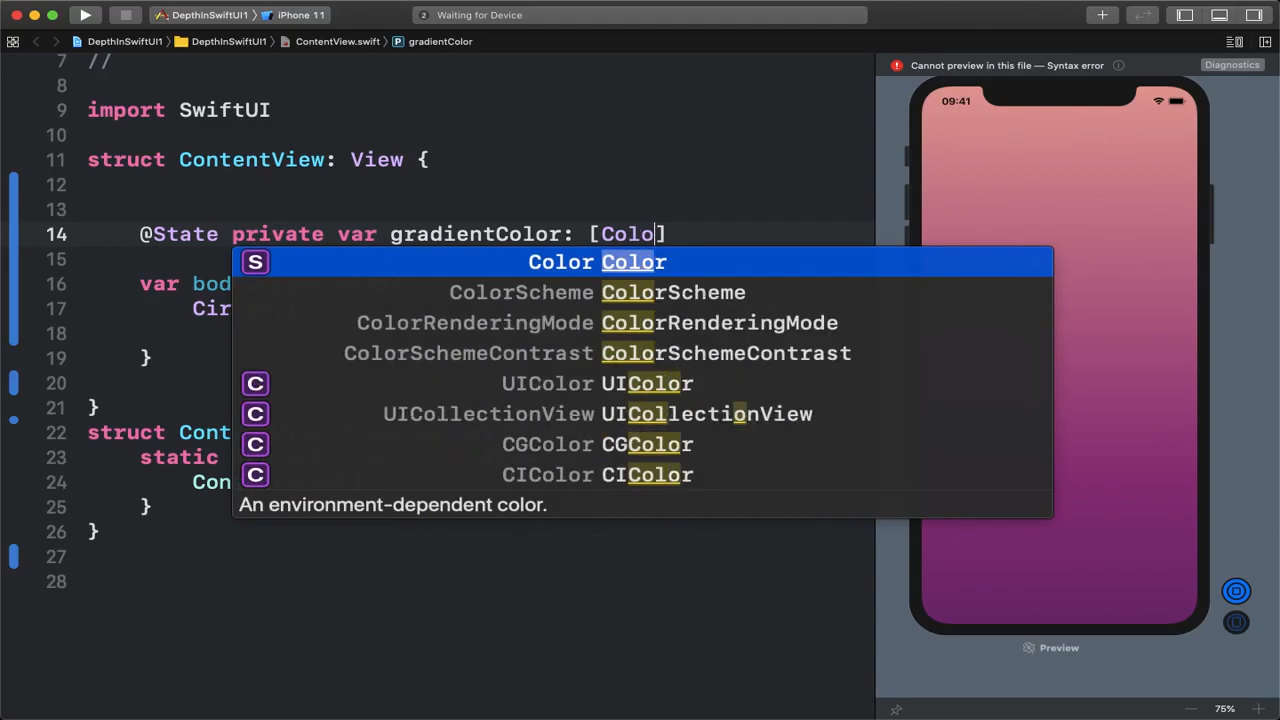 DepthInSwiftUI1 〉 iPhone 11
2 Waiting for Device
DepthInSwiftUI1 〉 DepthInSwiftUI1 〉 ContentView.swift 〉 P gradientColor
7 //
8
9 import SwiftUI
10
11 struct ContentView: View {
12
13
14 @State private var gradientColor: [Colo]
15
16 var bod
17 Cir
18
19 }
20
21 }
22 struct Cont
23 static
24 Con
25 }
26 }
27
28
S Color Color
ColorScheme ColorScheme
ColorRenderingMode ColorRenderingMode
ColorSchemeContrast ColorSchemeContrast
C UIColor UIColor
C UICollectionView UICollectionView
C CGColor CGColor
C CIColor CIColor
An environment-dependent color.
Cannot preview in this file — Syntax error
Diagnostics
09:41
Preview
75%